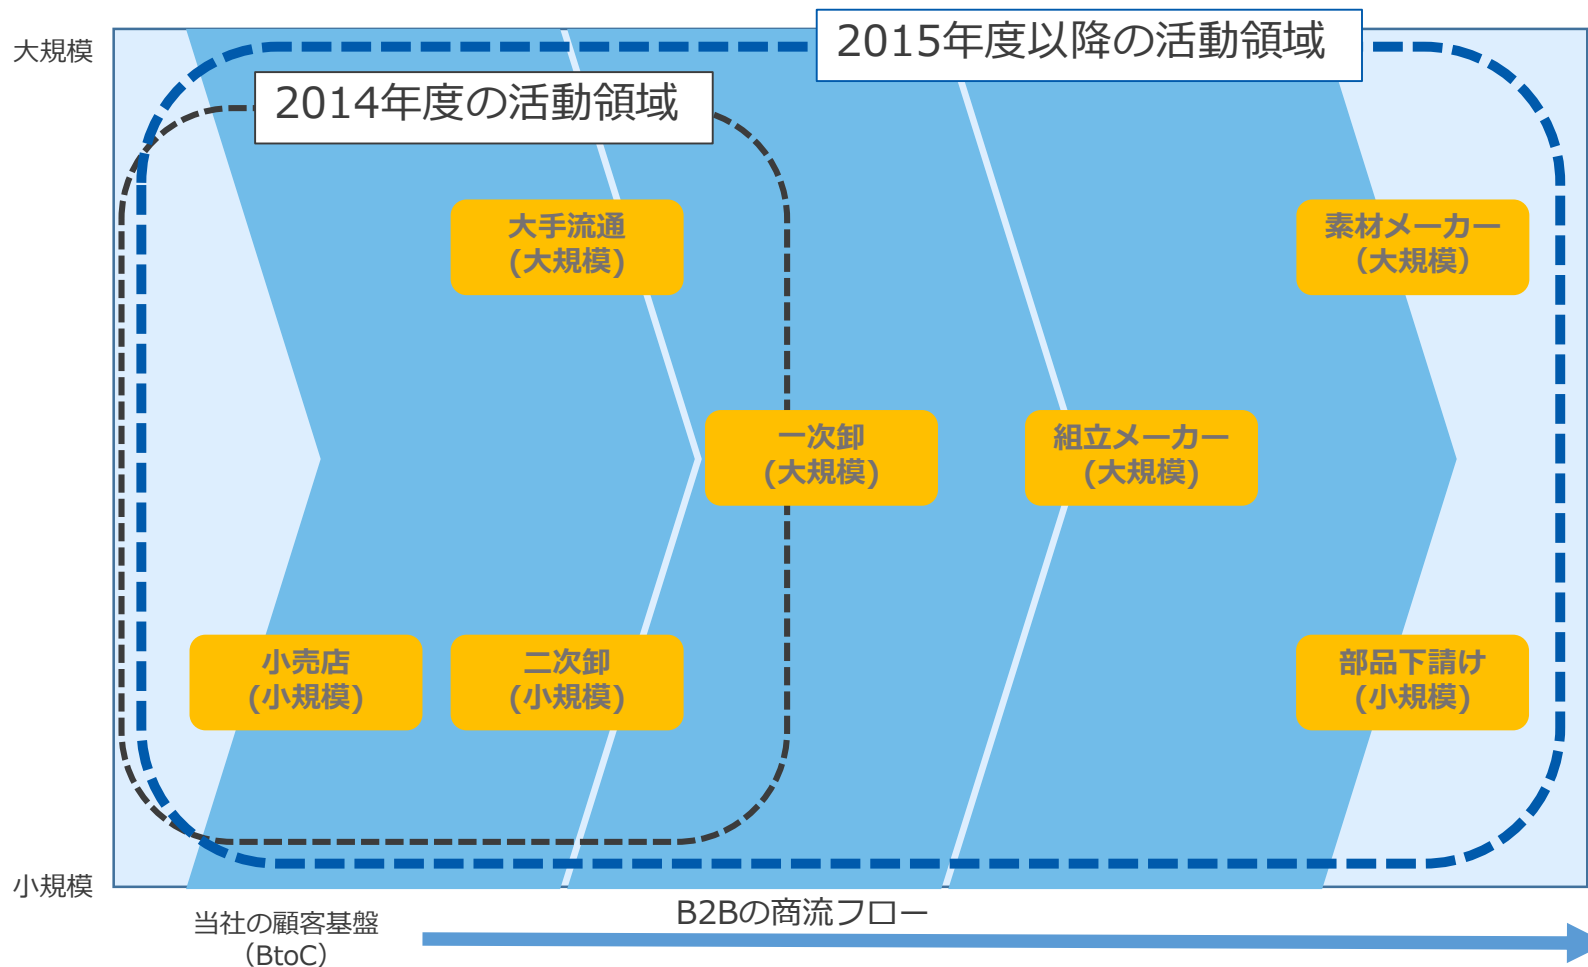 大規模
2015年度以降の活動領域
2014年度の活動領域
大手流通
(大規模)
素材メーカー
（大規模）
一次卸
(大規模)
組立メーカー
(大規模)
小売店
(小規模)
二次卸
(小規模)
部品下請け
(小規模)
小規模
当社の顧客基盤
（BtoC）
B2Bの商流フロー